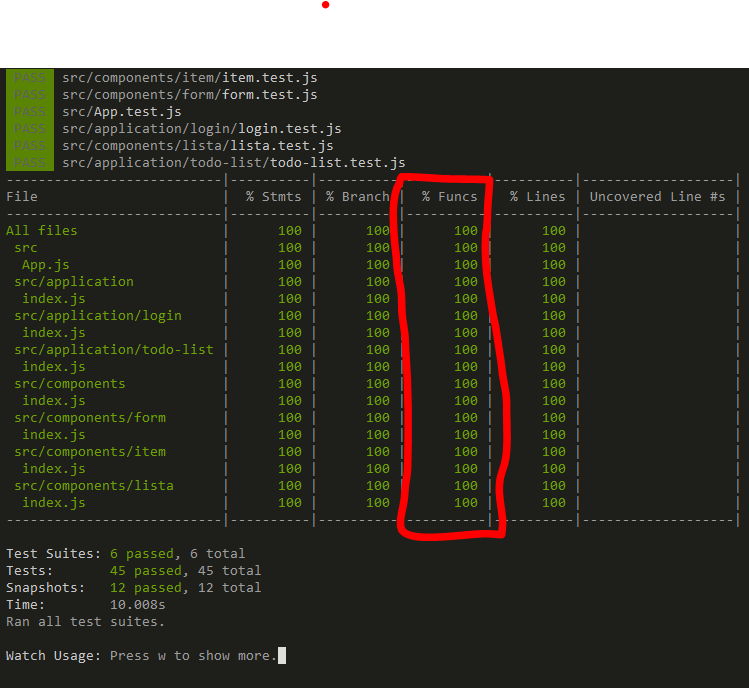 PASS src/components/item/item.test.js
PASS src/components/form/form.test.js
PASS src/App.test.js
PASS src/application/login/login.test.js
PASS src/components/lista/lista.test.js
PASS src/application/todo-list/todo-list.test.js
---------------------------|----------|----------|----------|----------|-------------------|
File | % Stmts | % Branch | % Funcs | % Lines | Uncovered Line #s |
---------------------------|----------|----------|----------|----------|-------------------|
All files | 100 | 100 | 100 | 100 | |
src | 100 | 100 | 100 | 100 | |
App.js | 100 | 100 | 100 | 100 | |
src/application | 100 | 100 | 100 | 100 | |
index.js | 100 | 100 | 100 | 100 | |
src/application/login | 100 | 100 | 100 | 100 | |
index.js | 100 | 100 | 100 | 100 | |
src/application/todo-list | 100 | 100 | 100 | 100 | |
index.js | 100 | 100 | 100 | 100 | |
src/components | 100 | 100 | 100 | 100 | |
index.js | 100 | 100 | 100 | 100 | |
src/components/form | 100 | 100 | 100 | 100 | |
index.js | 100 | 100 | 100 | 100 | |
src/components/item | 100 | 100 | 100 | 100 | |
index.js | 100 | 100 | 100 | 100 | |
src/components/lista | 100 | 100 | 100 | 100 | |
index.js | 100 | 100 | 100 | 100 | |
---------------------------|----------|----------|----------|----------|-------------------|
Test Suites: 6 passed, 6 total
Tests: 45 passed, 45 total
Snapshots: 12 passed, 12 total
Time: 10.008s
Ran all test suites.
Watch Usage: Press w to show more.